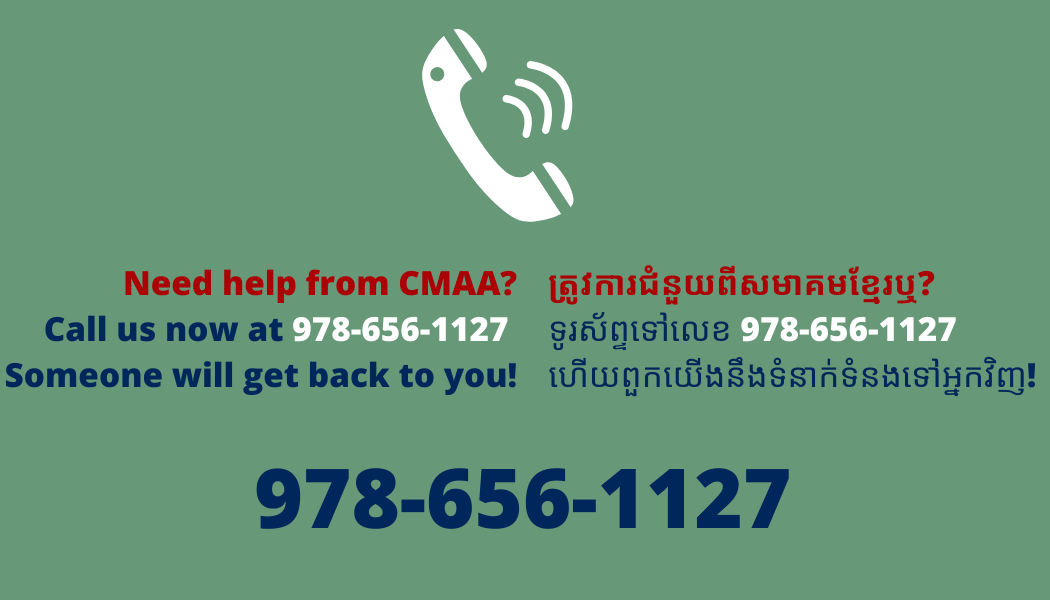 Need help from CMAA?
Call us now at 978-656-1127
Someone will get back to you!
ត្រូវការជំនួយពីសមាគមខ្មែរឬ?
ទូរស័ព្ទទៅលេខ 978-656-1127
ហើយពួកយើងនឹងទំនាក់ទំនងទៅអ្នកវិញ!
978-656-1127